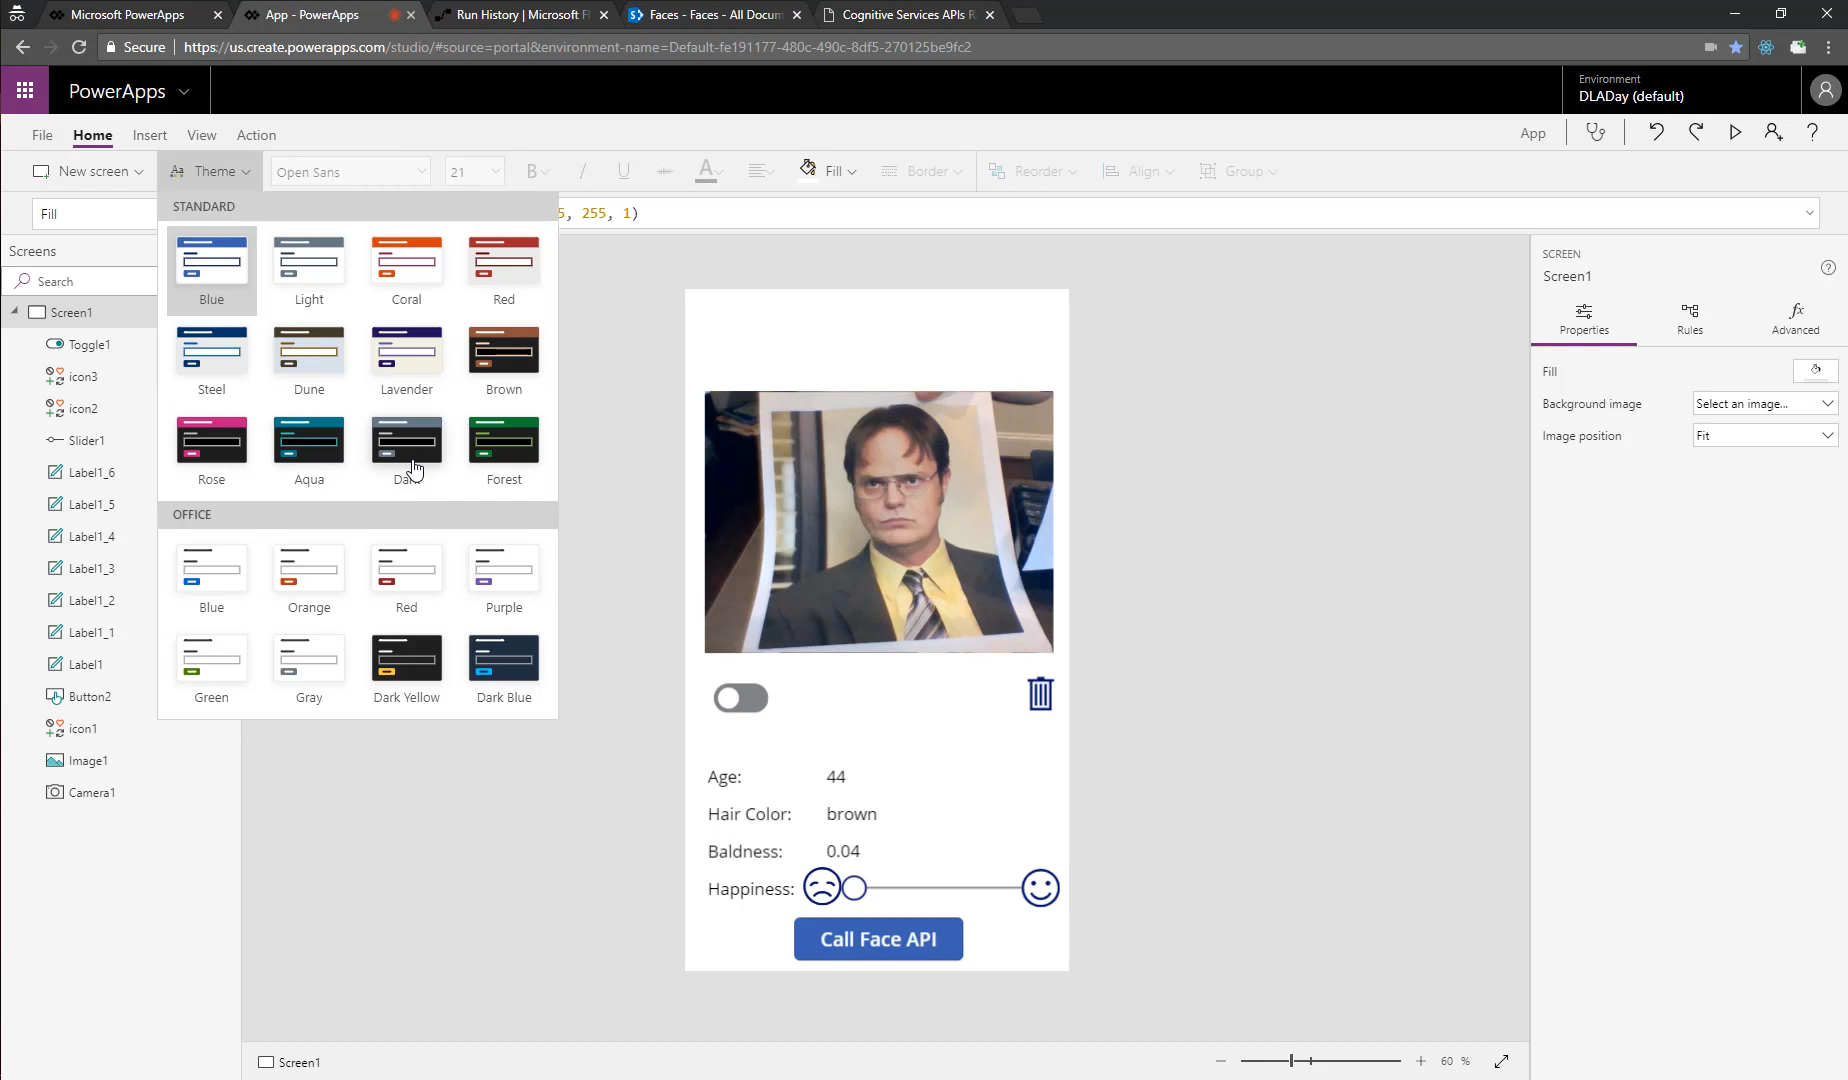 Microsoft PowerApps
App - PowerApps
Run History | Microsoft Fl
Faces - Faces - All Docum
Cognitive Services APIs R
Secure
https://us.create.powerapps.com/studio/#source=portal&environment-name=Default-fe191177-480c-490c-8df5-270125be9fc2
PowerApps
Environment
DLADay (default)
File
Home
Insert
View
Action
App
?
New screen
Aa Theme
Open Sans
21
B
I
U
abc
A
Fill
Border
Reorder
Align
Group
Fill
5, 255, 1)
Screens
Search
Screen1
Toggle1
icon3
icon2
Slider1
Label1_6
Label1_5
Label1_4
Label1_3
Label1_2
Label1_1
Label1
Button2
icon1
Image1
Camera1
STANDARD
Blue
Light
Coral
Red
Steel
Dune
Lavender
Brown
Rose
Aqua
Dark
Forest
OFFICE
Blue
Orange
Red
Purple
Green
Gray
Dark Yellow
Dark Blue
Age: 44
Hair Color: brown
Baldness: 0.04
Happiness:
Call Face API
SCREEN
Screen1
?
Properties
Rules
fx
Advanced
Fill
Background image
Select an image...
Image position
Fit
Screen1
60 %